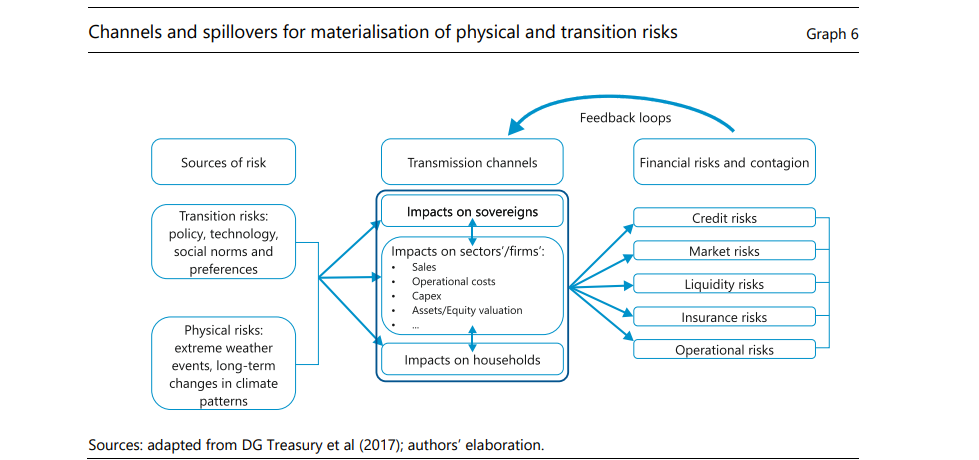 Channels and spillovers for materialisation of physical and transition risks
Graph 6
Feedback loops
Sources of risk
Transmission channels
Financial risks and contagion
Transition risks:
policy, technology,
social norms and
preferences
Physical risks:
extreme weather
events, long-term
changes in climate
patterns
Impacts on sovereigns
Impacts on sectors'/firms':
• Sales
• Operational costs
• Capex
• Assets/Equity valuation
• ...
Impacts on households
Credit risks
Market risks
Liquidity risks
Insurance risks
Operational risks
Sources: adapted from DG Treasury et al (2017); authors' elaboration.